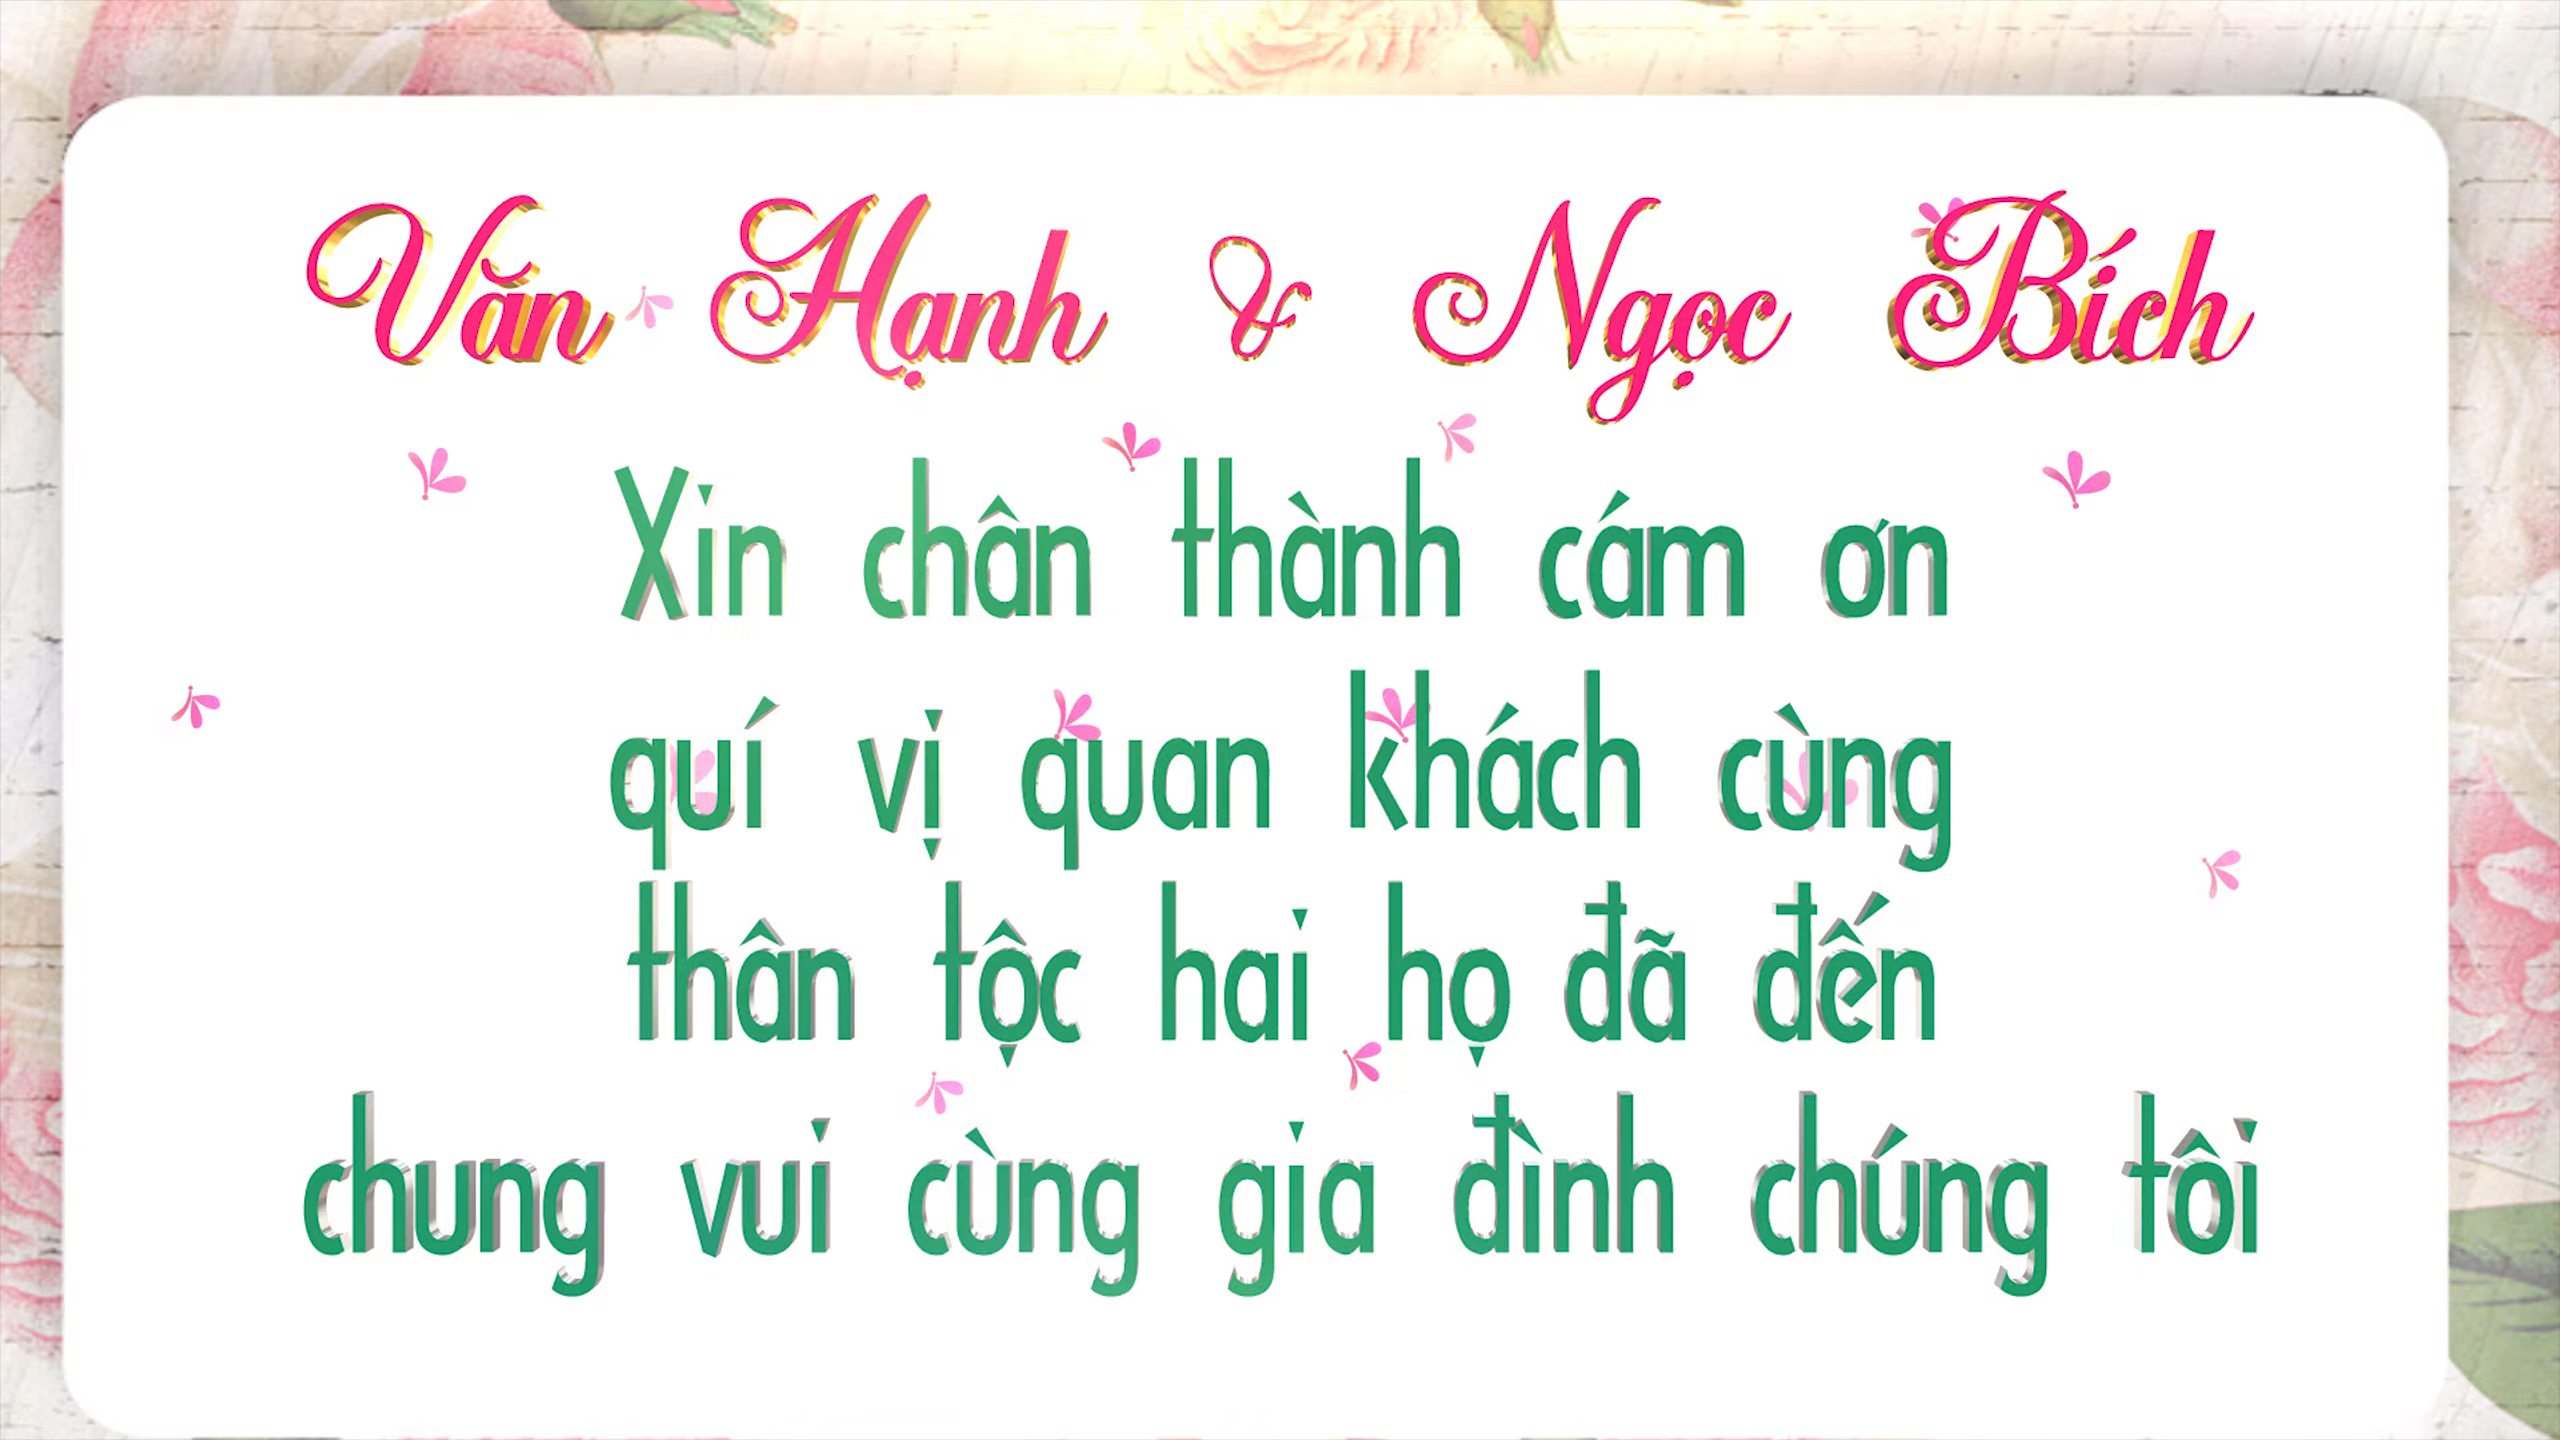 Văn Hạnh & Ngọc Bích
Xin chân thành cám ơn
quí vị quan khách cùng
thân tộc hai họ đã đến
chung vui cùng gia đình chúng tôi